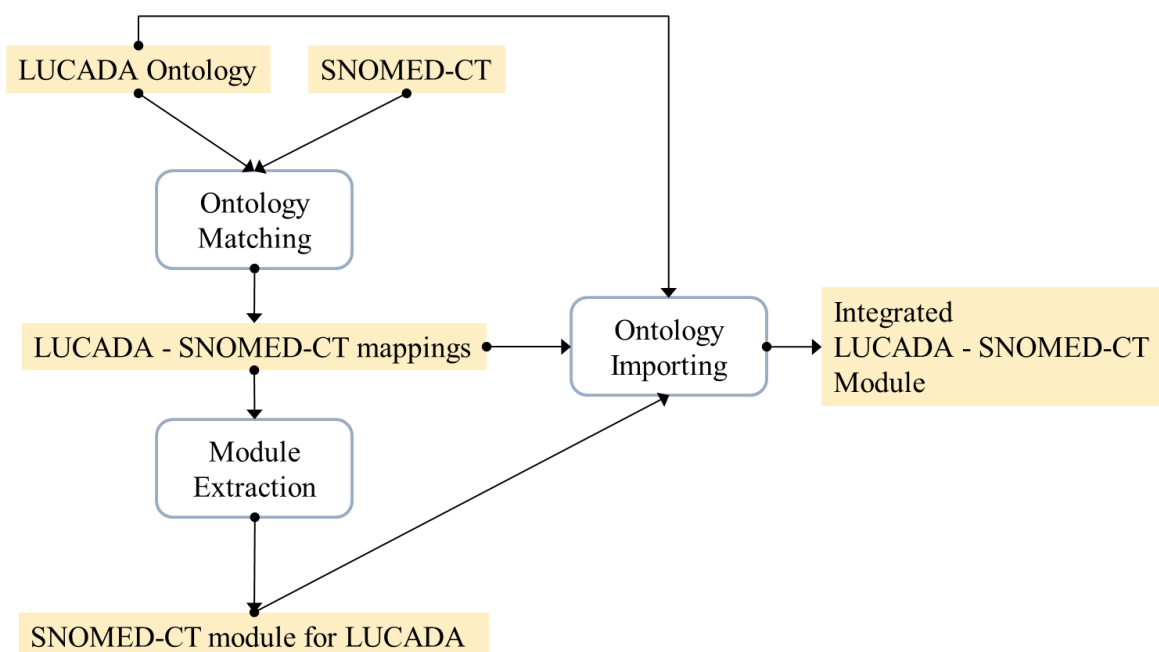 LUCADA Ontology
SNOMED-CT
Ontology
Matching
LUCADA - SNOMED-CT mappings
Ontology
Importing
Integrated
LUCADA - SNOMED-CT
Module
Module
Extraction
SNOMED-CT module for LUCADA